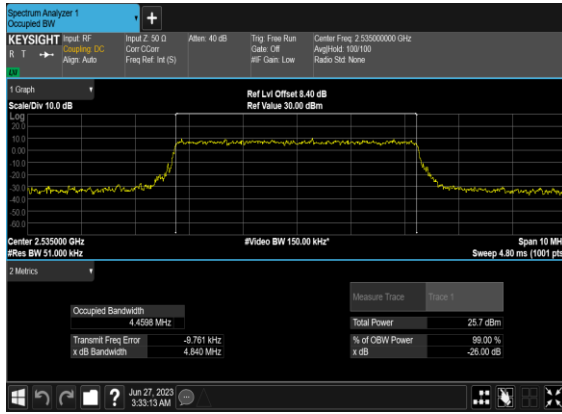 Spectrum Analyzer 1
Occupied BW
+
KEYSIGHT Input: RF
R T Coupling: DC
Align: Auto
Input Z: 50 Ω
Corr CCorr
Freq Ref: Int (S)
Atten: 40 dB
Trig: Free Run
Gate: Off
#IF Gain: Low
Center Freq: 2.535000000 GHz
Avg|Hold: 100/100
Radio Std: None
1 Graph
Scale/Div 10.0 dB
Ref Lvl Offset 8.40 dB
Ref Value 30.00 dBm
Log
20.0
10.0
0.00
-10.0
-20.0
-30.0
-40.0
-50.0
-60.0
Center 2.535000 GHz
#Res BW 51.000 kHz
#Video BW 150.00 kHz*
Span 10 MH
Sweep 4.80 ms (1001 pts
2 Metrics
Measure Trace Trace 1
Occupied Bandwidth
4.4598 MHz
Total Power 25.7 dBm
Transmit Freq Error -9.761 kHz
% of OBW Power 99.00 %
x dB Bandwidth 4.840 MHz
x dB -26.00 dB
?
Jun 27, 2023
3:33:13 AM